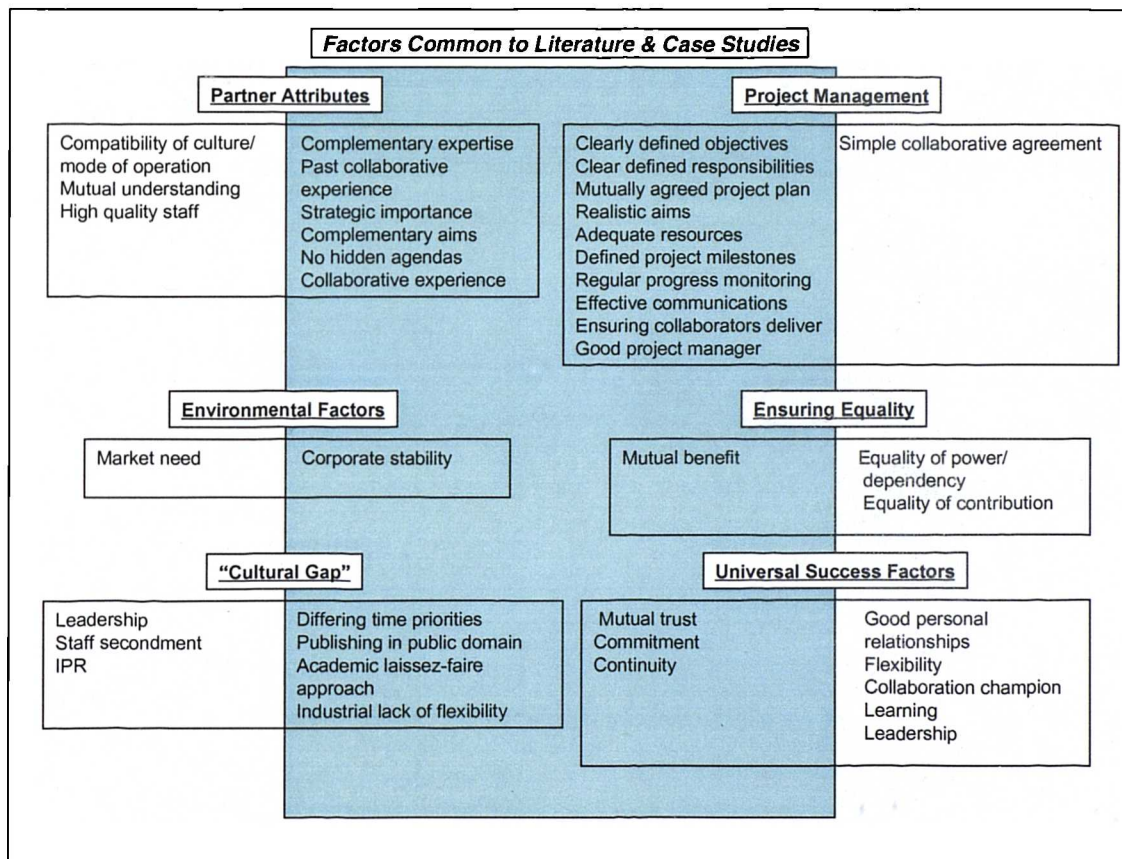 Factors Common to Literature & Case Studies
Partner Attributes
Compatibility of culture/
mode of operation
Mutual understanding
High quality staff
Complementary expertise
Past collaborative
experience
Strategic importance
Complementary aims
No hidden agendas
Collaborative experience
Project Management
Clearly defined objectives
Clear defined responsibilities
Mutually agreed project plan
Realistic aims
Adequate resources
Defined project milestones
Regular progress monitoring
Effective communications
Ensuring collaborators deliver
Good project manager
Simple collaborative agreement
Environmental Factors
Market need
Corporate stability
Ensuring Equality
Mutual benefit
Equality of power/
dependency
Equality of contribution
“Cultural Gap”
Leadership
Staff secondment
IPR
Differing time priorities
Publishing in public domain
Academic laissez-faire
approach
Industrial lack of flexibility
Universal Success Factors
Mutual trust
Commitment
Continuity
Good personal
relationships
Flexibility
Collaboration champion
Learning
Leadership